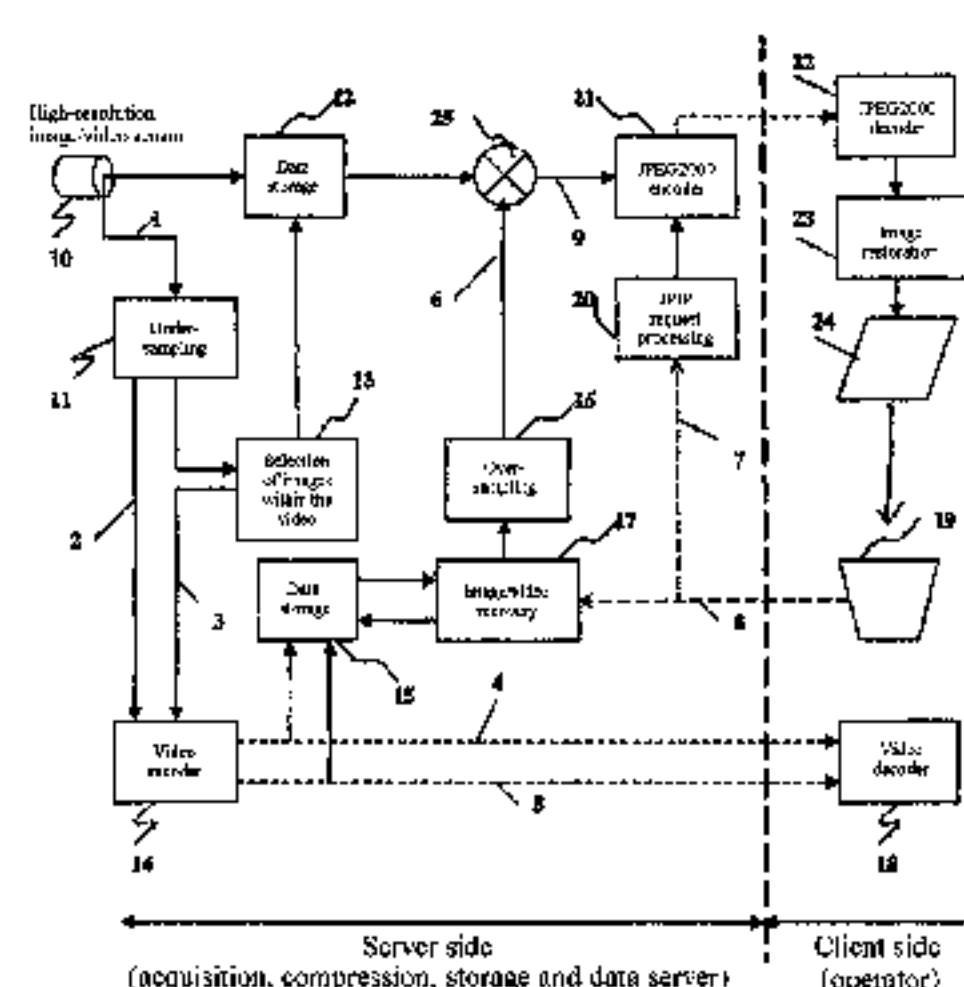 High-resolution
image/video stream
10
1
12
Data
storage
25
9
21
JPEG2000
encoder
22
JPEG2000
decoder
23
Image
restoration
24
6
20
JPIP
request
processing
Under-
sampling
11
13
Selection
of images
within the
video
16
Over-
sampling
7
2
3
Data
storage
15
17
Image/video
recovery
8
19
4
5
Video
encoder
14
Video
decoder
18
Server side
(acquisition, compression, storage and data server)
Client side
(operator)